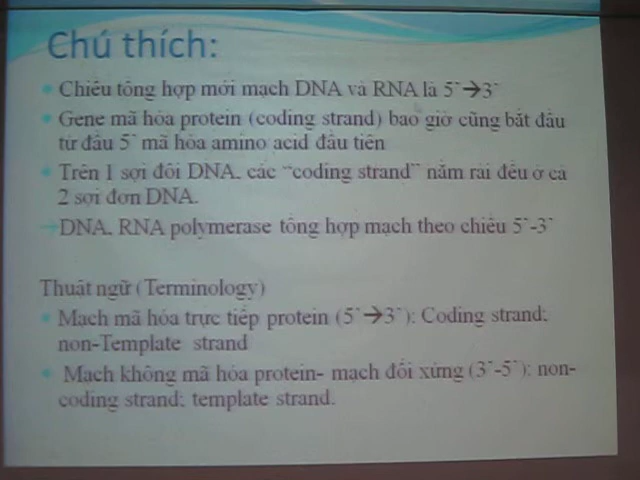 Chú thích:
Chiều tổng hợp mới mạch DNA và RNA là 5`→3`
Gene mã hóa protein (coding strand) bao giờ cũng bắt đầu
từ đầu 5` mã hóa amino acid đầu tiên
Trên 1 sợi đôi DNA, các “coding strand” nằm rải đều ở cả
2 sợi đơn DNA.
→DNA, RNA polymerase tổng hợp mạch theo chiều 5`-3`
Thuật ngữ (Terminology)
Mạch mã hóa trực tiếp protein (5`→3`): Coding strand;
non-Template strand
Mạch không mã hóa protein- mạch đối xứng (3`-5`): non-
coding strand; template strand.